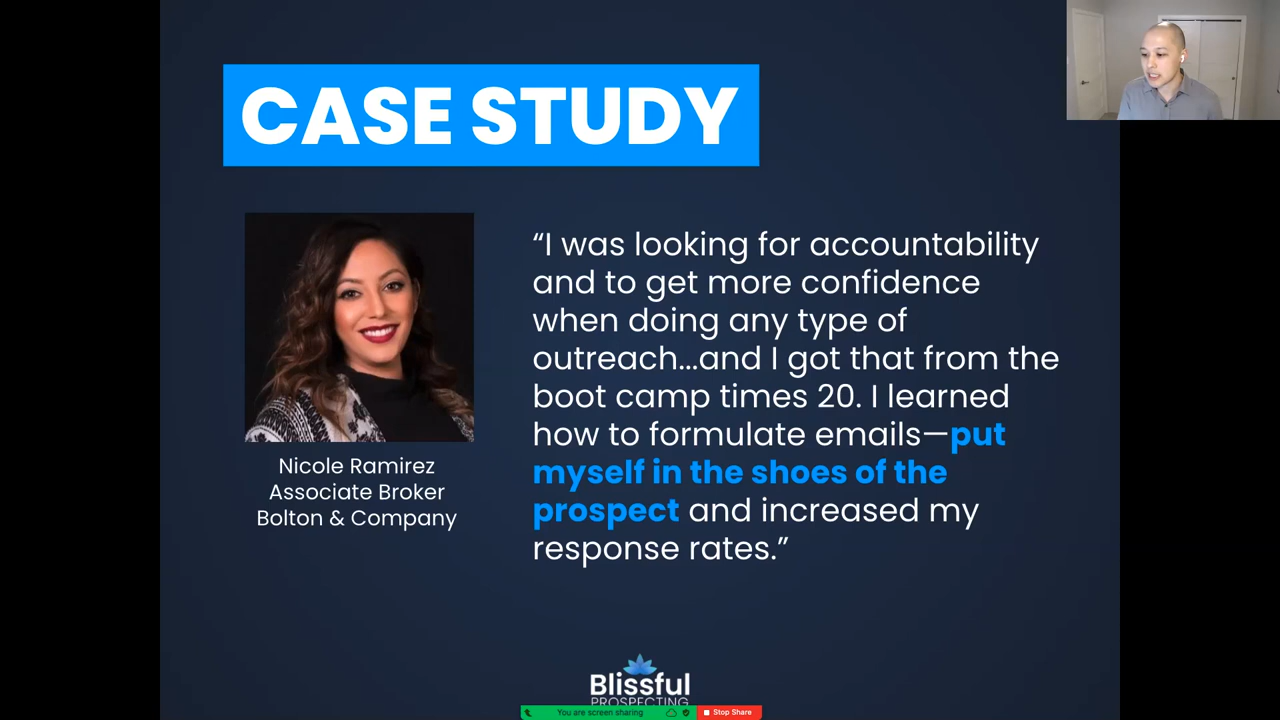 CASE STUDY
“I was looking for accountability
and to get more confidence
when doing any type of
outreach...and I got that from the
boot camp times 20. I learned
how to formulate emails—put
myself in the shoes of the
prospect and increased my
response rates.”
Nicole Ramirez
Associate Broker
Bolton & Company
Blissful
PROSPECTING
You are screen sharing
Stop Share